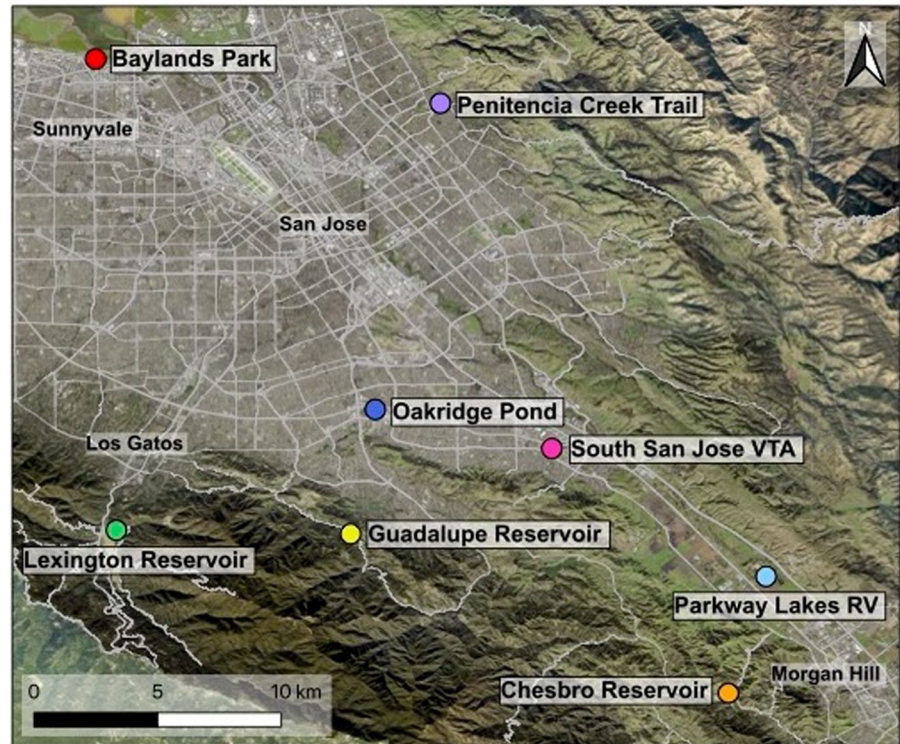 N
Baylands Park
Penitencia Creek Trail
Sunnyvale
San Jose
Oakridge Pond
Los Gatos
South San Jose VTA
Guadalupe Reservoir
Lexington Reservoir
Parkway Lakes RV
Morgan Hill
Chesbro Reservoir
0 5 10 km